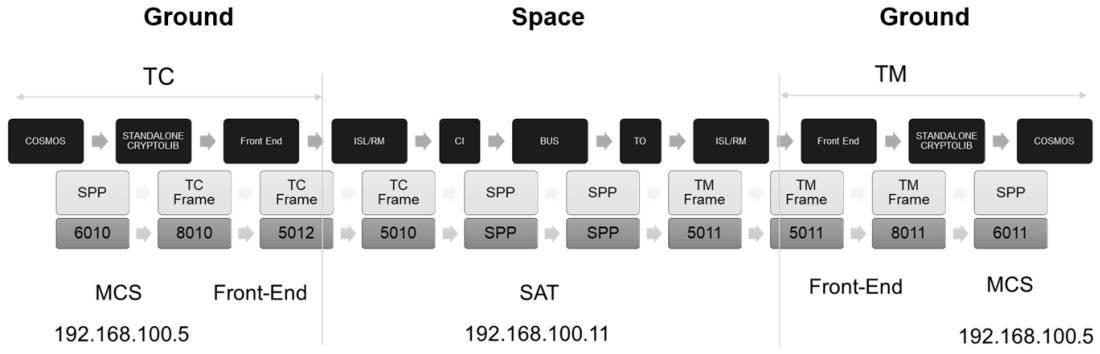 Ground
Space
Ground
TC
TM
COSMOS
STANDALONE
CRYPTOLIB
Front End
ISL/RM
CI
BUS
TO
ISL/RM
Front End
STANDALONE
CRYPTOLIB
COSMOS
SPP
TC
Frame
TC
Frame
TC
Frame
SPP
SPP
TM
Frame
TM
Frame
TM
Frame
SPP
6010
8010
5012
5010
SPP
SPP
5011
5011
8011
6011
MCS
Front-End
SAT
Front-End
MCS
192.168.100.5
192.168.100.11
192.168.100.5